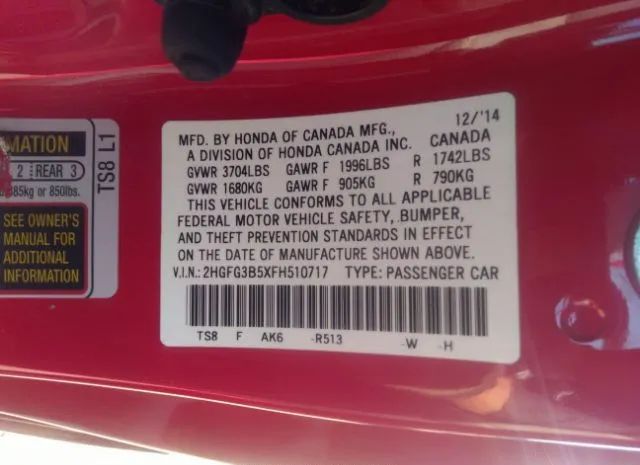 MATION
2 REAR 3
385kg or 850lbs.
SEE OWNER'S
MANUAL FOR
ADDITIONAL
INFORMATION
TS8 L1
12/'14
MFD. BY HONDA OF CANADA MFG., CANADA
A DIVISION OF HONDA CANADA INC.
GVWR 3704LBS GAWR F 1996LBS R 1742LBS
GVWR 1680KG GAWR F 905KG R 790KG
THIS VEHICLE CONFORMS TO ALL APPLICABLE
FEDERAL MOTOR VEHICLE SAFETY, BUMPER,
AND THEFT PREVENTION STANDARDS IN EFFECT
ON THE DATE OF MANUFACTURE SHOWN ABOVE.
V.I.N.: 2HGFG3B5XFH510717 TYPE: PASSENGER CAR
TS8 F AK6 -R513 -W -H